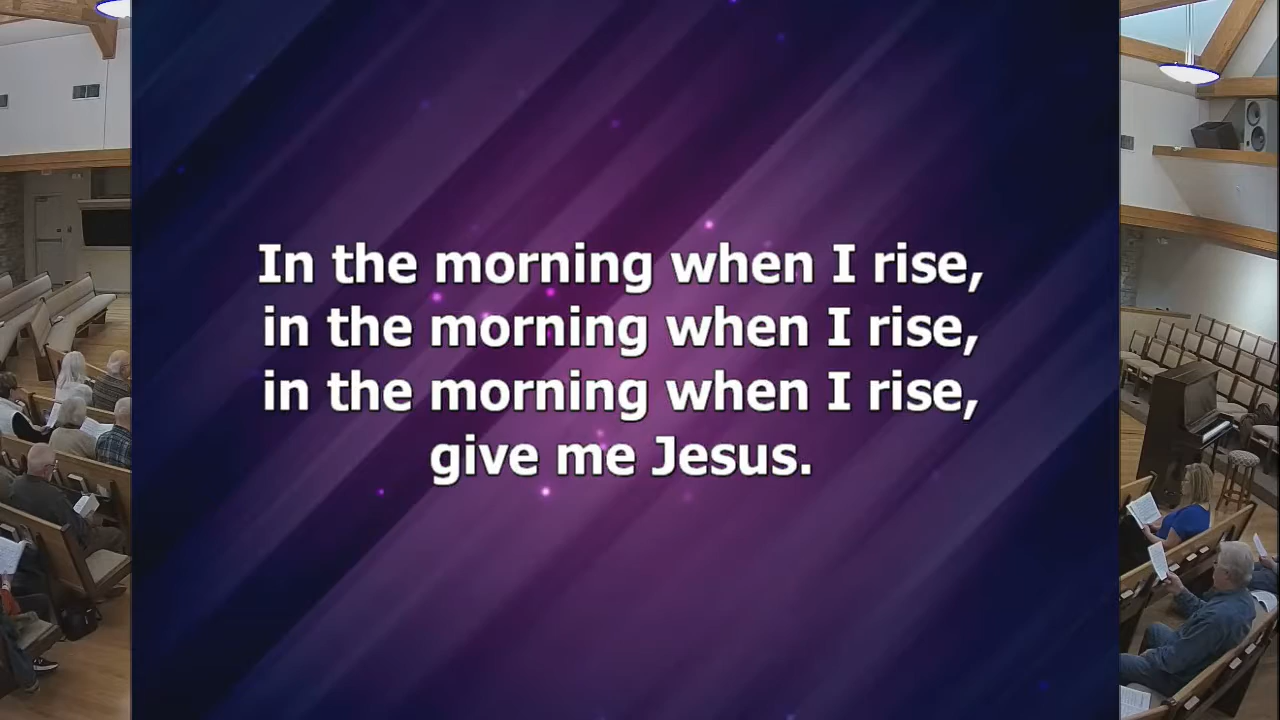 In the morning when I rise,
in the morning when I rise,
in the morning when I rise,
give me Jesus.